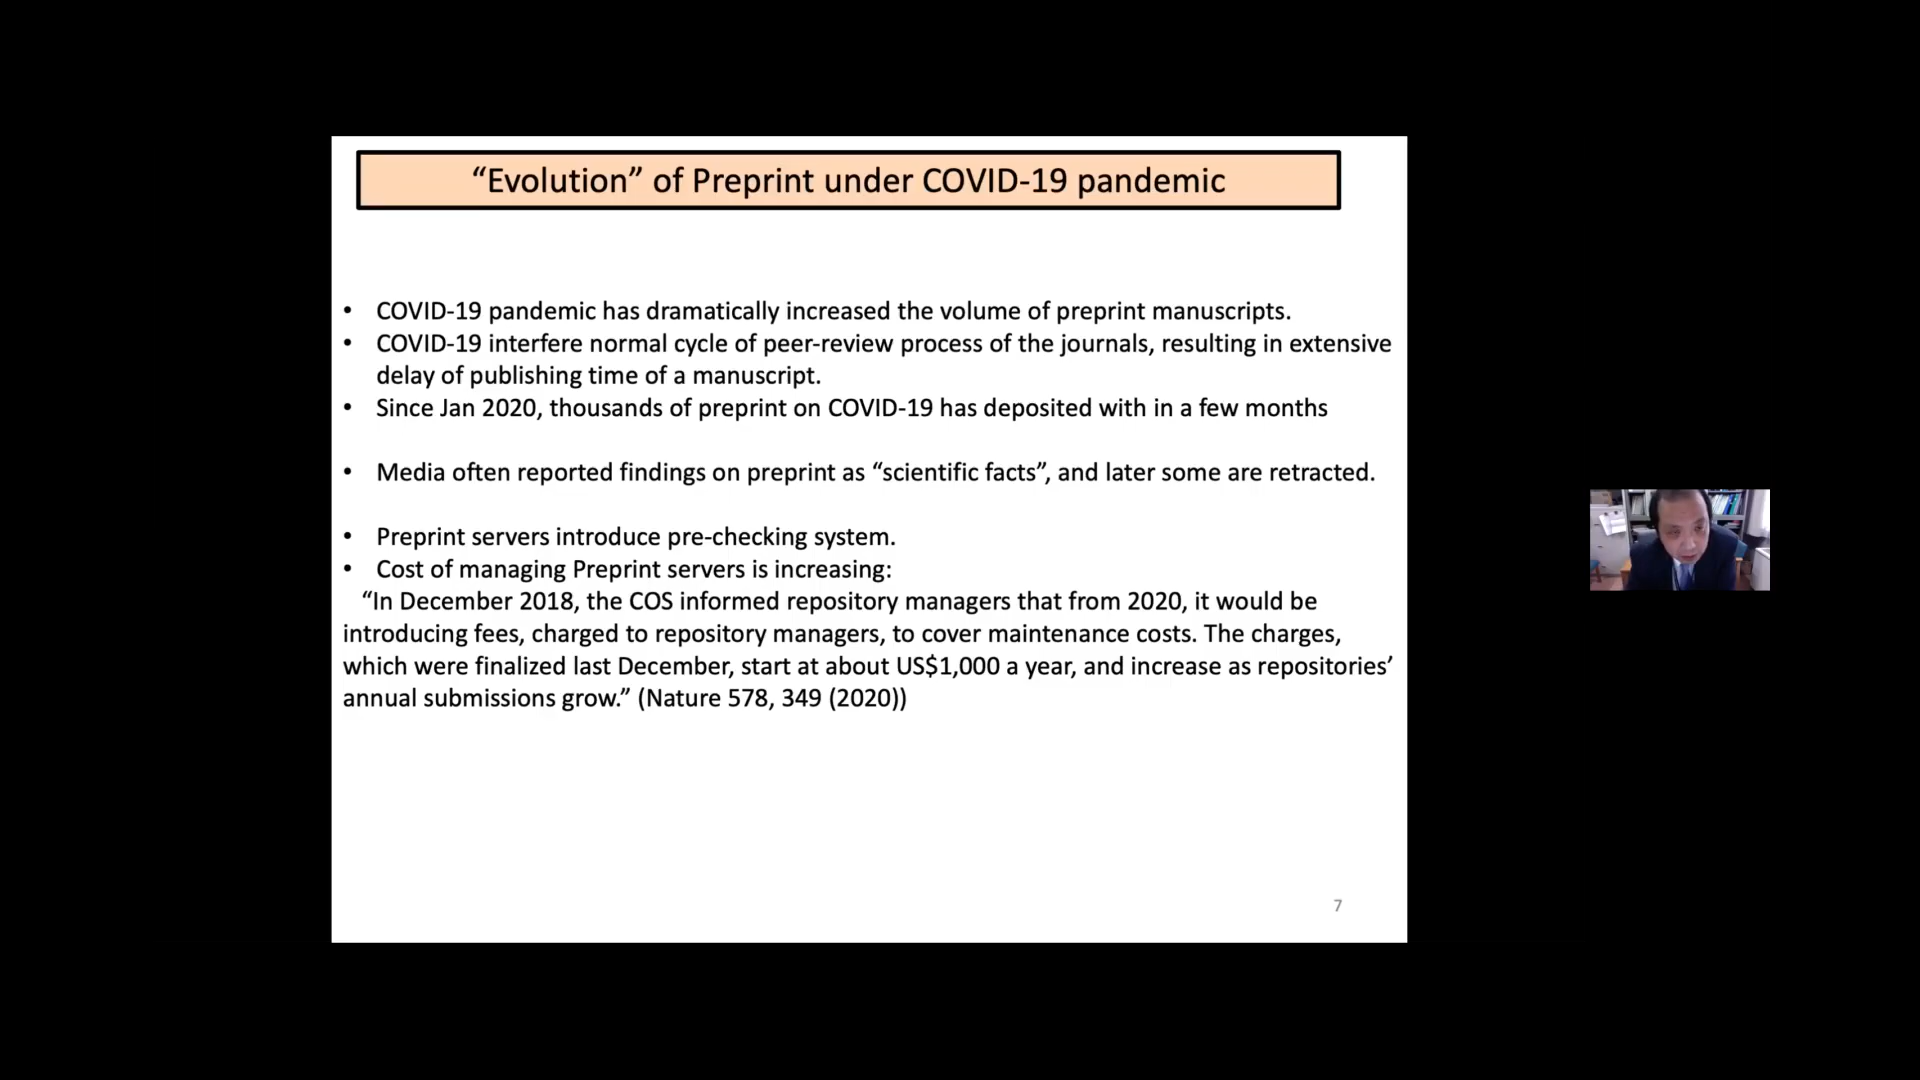 “Evolution” of Preprint under COVID-19 pandemic
• COVID-19 pandemic has dramatically increased the volume of preprint manuscripts.
• COVID-19 interfere normal cycle of peer-review process of the journals, resulting in extensive
delay of publishing time of a manuscript.
• Since Jan 2020, thousands of preprint on COVID-19 has deposited with in a few months
• Media often reported findings on preprint as “scientific facts”, and later some are retracted.
• Preprint servers introduce pre-checking system.
• Cost of managing Preprint servers is increasing:
“In December 2018, the COS informed repository managers that from 2020, it would be
introducing fees, charged to repository managers, to cover maintenance costs. The charges,
which were finalized last December, start at about US$1,000 a year, and increase as repositories’
annual submissions grow.” (Nature 578, 349 (2020))
7